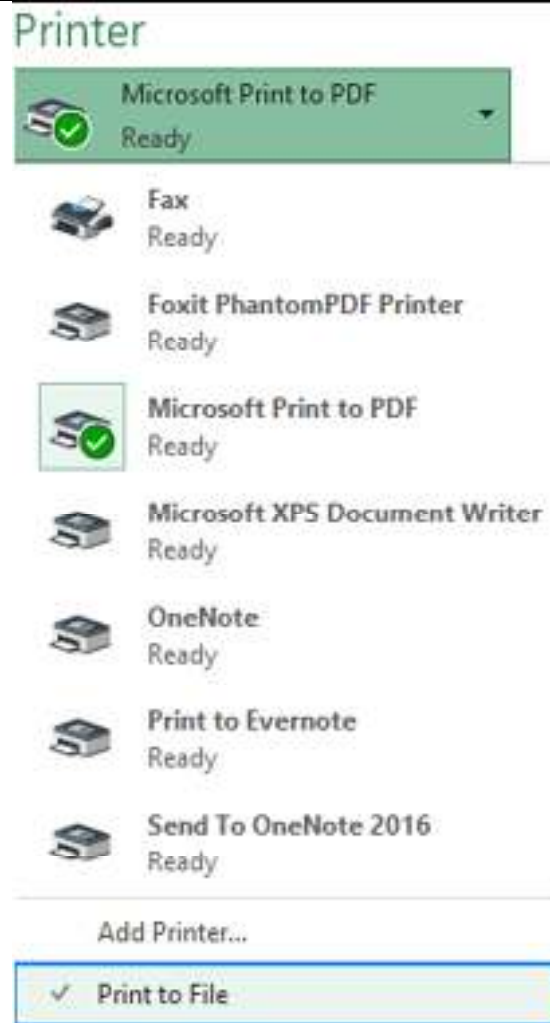 Printer
Microsoft Print to PDF
Ready
Fax
Ready
Foxit PhantomPDF Printer
Ready
Microsoft Print to PDF
Ready
Microsoft XPS Document Writer
Ready
OneNote
Ready
Print to Evernote
Ready
Send To OneNote 2016
Ready
Add Printer...
Print to File